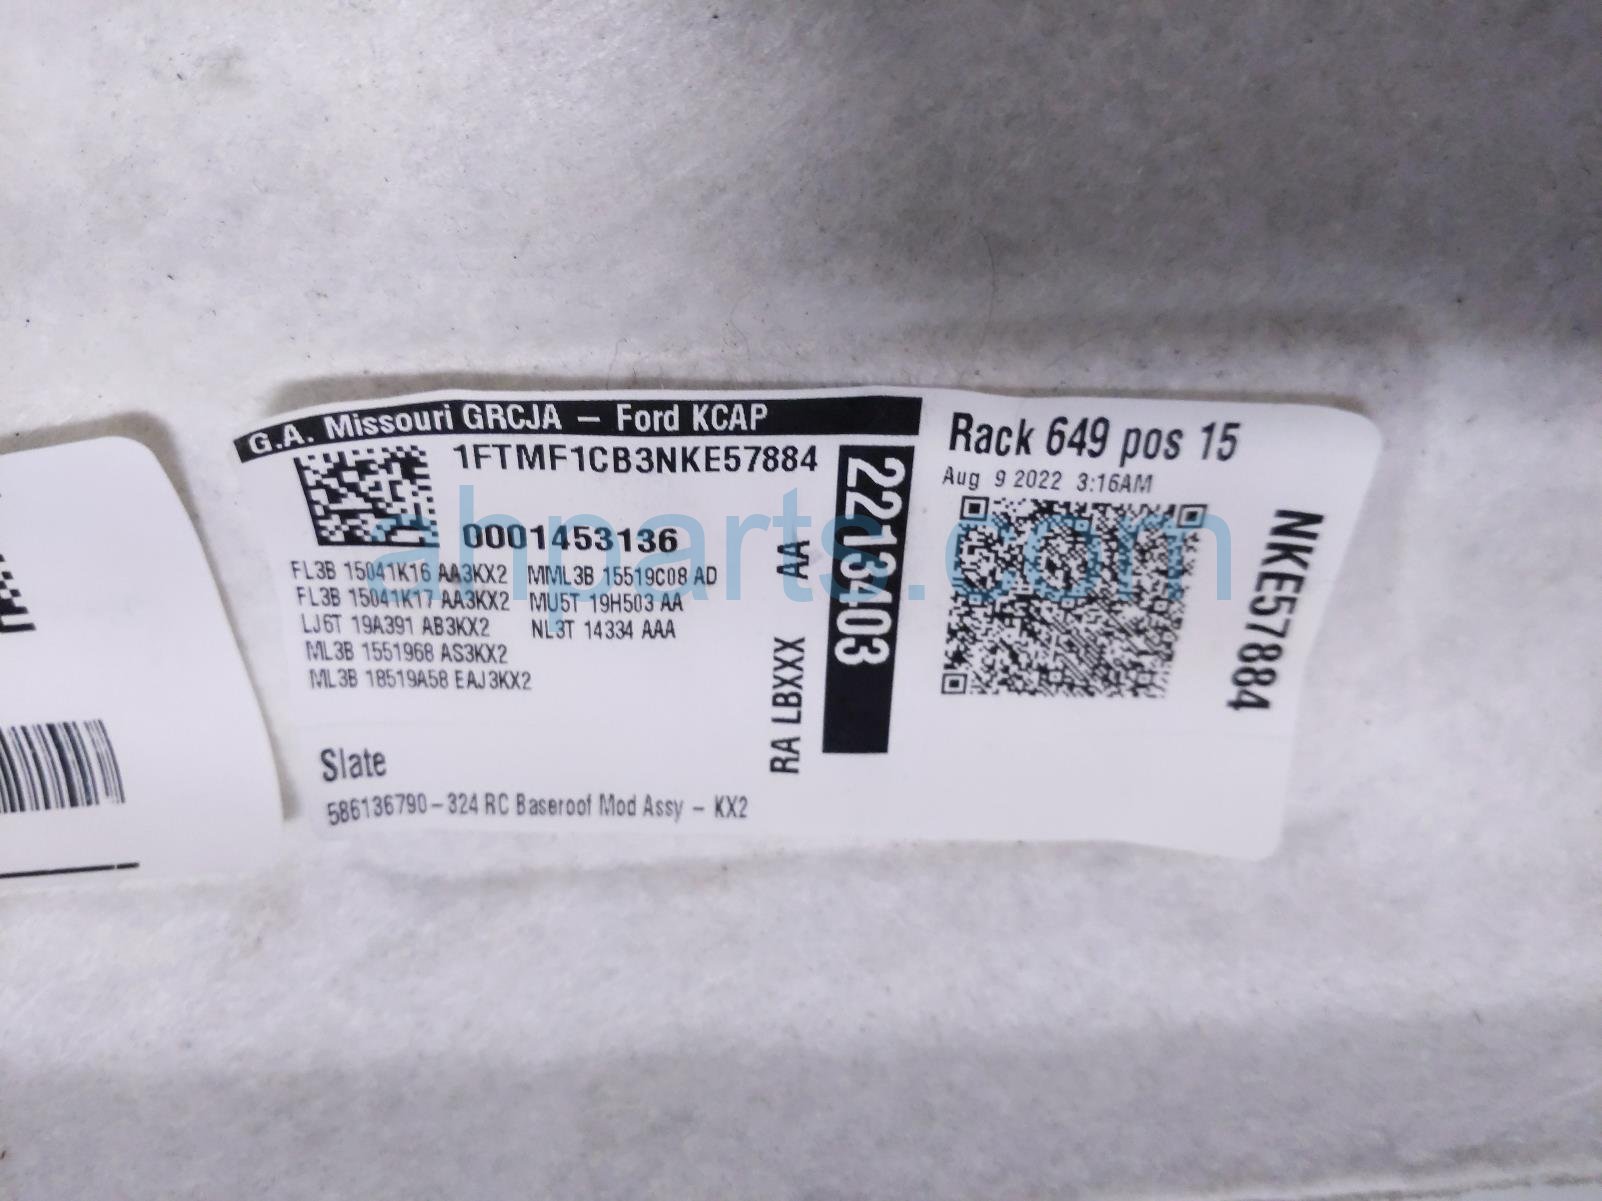 G.A. Missouri GRCJA – Ford KCAP
1FTMF1CB3NKE57884
0001453136
FL3B 15041K16 AA3KX2 MML3B 15519C08 AD
FL3B 15041K17 AA3KX2 MU5T 19H503 AA
LJ6T 19A391 AB3KX2 NL3T 14334 AAA
ML3B 1551968 AS3KX2
ML3B 18519A58 EAJ3KX2
Slate
586136790-324 RC Baseroof Mod Assy - KX2
RA LBXXX AA
2213403
Rack 649 pos 15
Aug 9 2022 3:16AM
NKE57884
ahparts.com